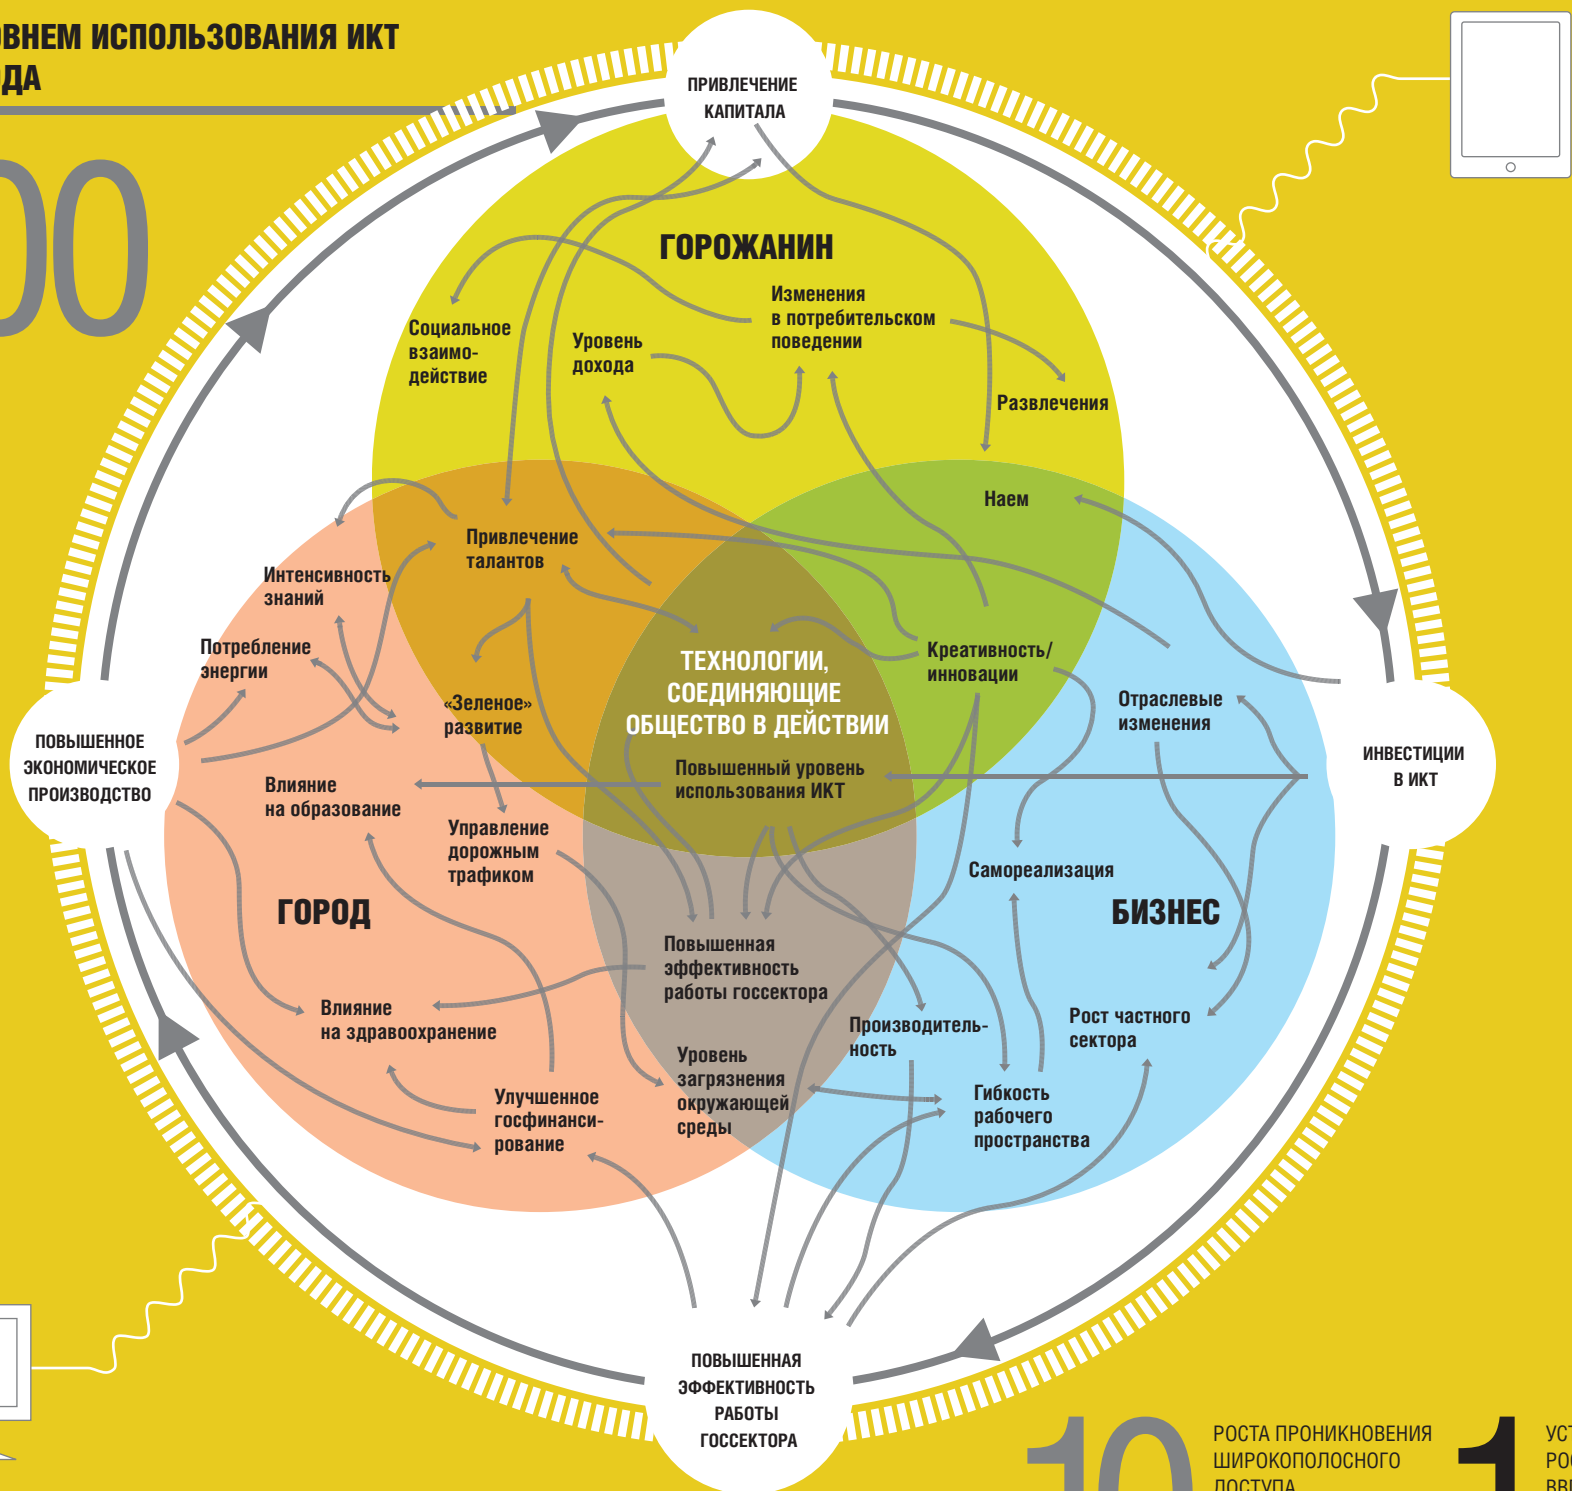 ИСПОЛЬЗОВАНИЯ ИКТ
00
ПРИВЛЕЧЕНИЕ
КАПИТАЛА
ГОРОЖАНИН
Социальное
взаимо-
действие
Уровень
дохода
Изменения
в потребительском
поведении
Развлечения
Наем
Привлечение
талантов
Интенсивность
знаний
Потребление
энергии
«Зеленое»
развитие
ТЕХНОЛОГИИ,
СОЕДИНЯЮЩИЕ
ОБЩЕСТВО В ДЕЙСТВИИ
Повышенный уровень
использования ИКТ
Креативность/
инновации
Отраслевые
изменения
ПОВЫШЕННОЕ
ЭКОНОМИЧЕСКОЕ
ПРОИЗВОДСТВО
ИНВЕСТИЦИИ
В ИКТ
Влияние
на образование
Управление
дорожным
трафиком
Самореализация
ГОРОД
БИЗНЕС
Повышенная
эффективность
работы госсектора
Влияние
на здравоохранение
Производитель-
ность
Рост частного
сектора
Уровень
загрязнения
окружающей
среды
Улучшенное
госфинанси-
рование
Гибкость
рабочего
пространства
ПОВЫШЕННАЯ
ЭФФЕКТИВНОСТЬ
РАБОТЫ
ГОССЕКТОРА
10
РОСТА ПРОНИКНОВЕНИЯ
ШИРОКОПОЛОСНОГО
ДОСТУПА
1